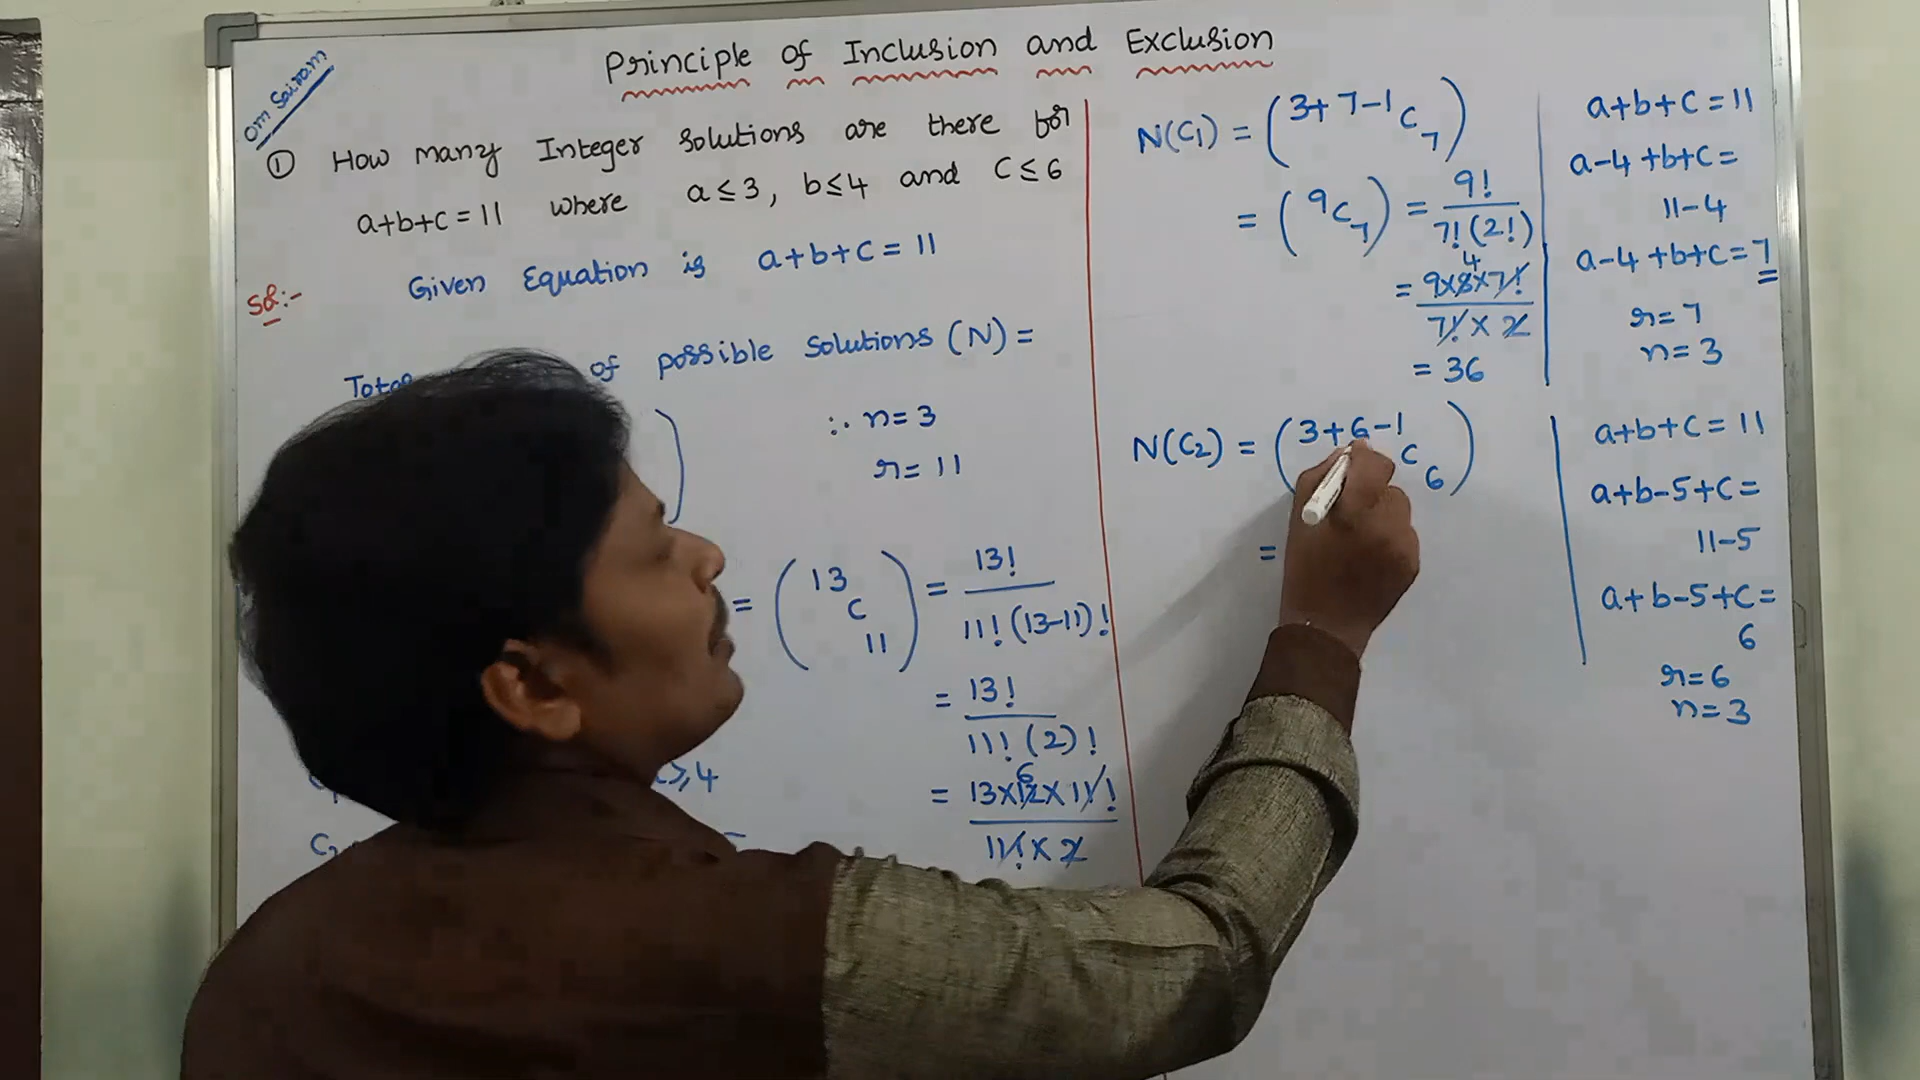 Om Sairam
Principle of Inclusion and Exclusion
① How many Integer Solutions are there for
a+b+c = 11 where a ≤ 3, b ≤ 4 and C ≤ 6
Sol:- Given Equation is a+b+c = 11
of possible Solutions (N) =
∴ n = 3
r = 11
= (13 C 11) = 13! / 11! (13-11)!
= 13! / 11! (2)!
6
= 13×12×11! / 11! × 2
≥ 4
C2
N(C1) = (3+7-1 C 7)
= (9 C 7) = 9! / 7! (2!)
4
= 9×8×7! / 7! × 2
= 36
N(C2) = (3+6-1 C 6)
=
a+b+c = 11
a-4+b+c =
11-4
a-4+b+c = 7
r = 7
n = 3
a+b+c = 11
a+b-5+c =
11-5
a+b-5+c =
6
r = 6
n = 3